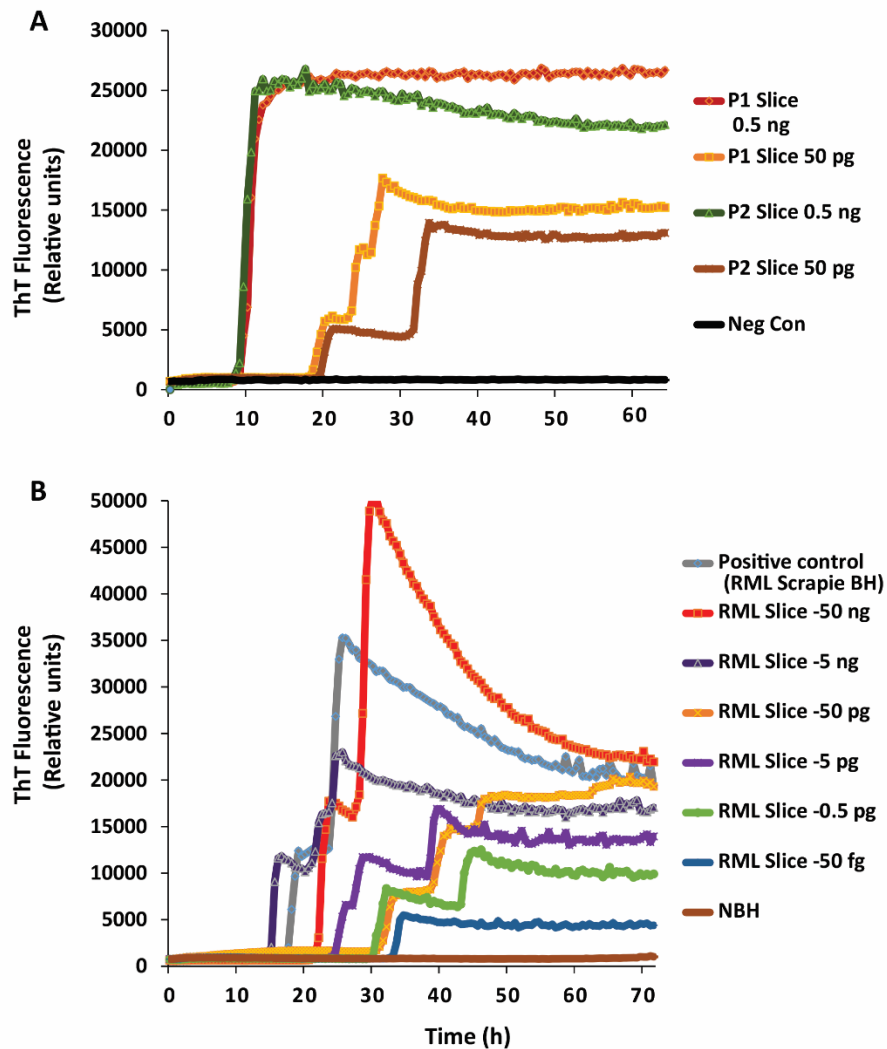 A
30000
25000
20000
15000
10000
5000
0
ThT Fluorescence
(Relative units)
0 10 20 30 40 50 60
P1 Slice
0.5 ng
P1 Slice 50 pg
P2 Slice 0.5 ng
P2 Slice 50 pg
Neg Con
B
50000
45000
40000
35000
30000
25000
20000
15000
10000
5000
0
ThT Fluorescence
(Relative units)
0 10 20 30 40 50 60 70
Time (h)
Positive control
(RML Scrapie BH)
RML Slice -50 ng
RML Slice -5 ng
RML Slice -50 pg
RML Slice -5 pg
RML Slice -0.5 pg
RML Slice -50 fg
NBH